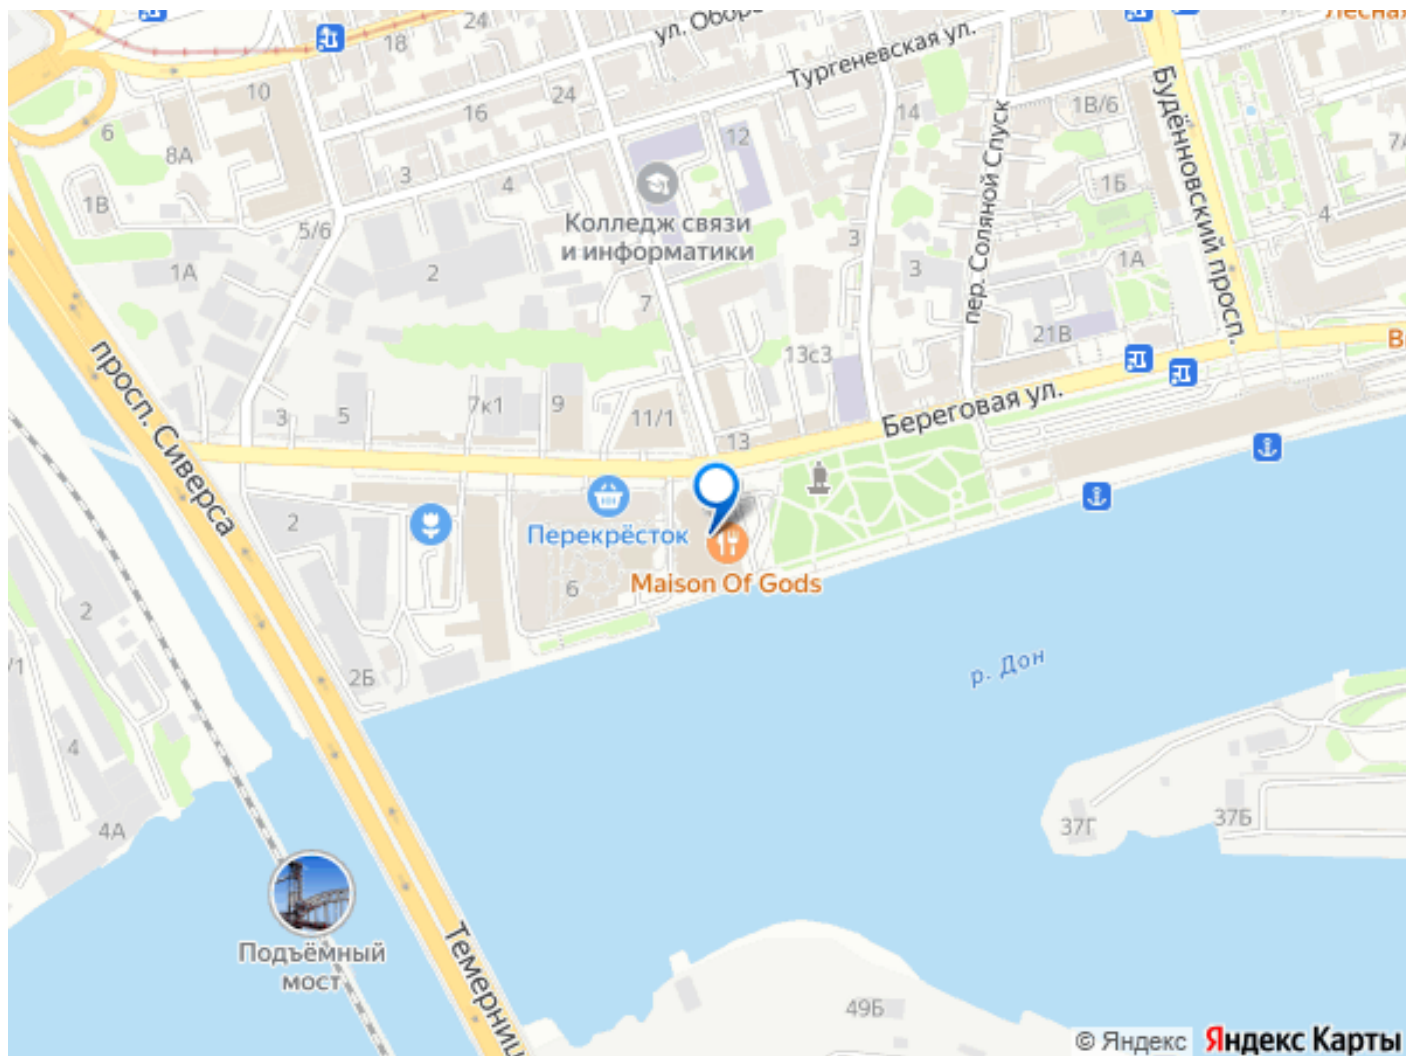 24
18
ул. Обор
Лесная
Тургеневская ул.
10
24
16
14
1В/6
6
12
8А
7А
3
4
1Б
Будённовский просп.
пер. Соляной Спуск
1В
4
5/6
Колледж связи
и информатики
3
3
1А
2
1А
7
21В
13с3
В
просп. Сиверса
3
5
7к1
9
11/1
13
Береговая ул.
2
Перекрёсток
6
Maison Of Gods
2
/1
2Б
р. Дон
4
4А
37Г
37Б
Подъёмный
мост
Темерниц
49Б
© Яндекс Яндекс Карты